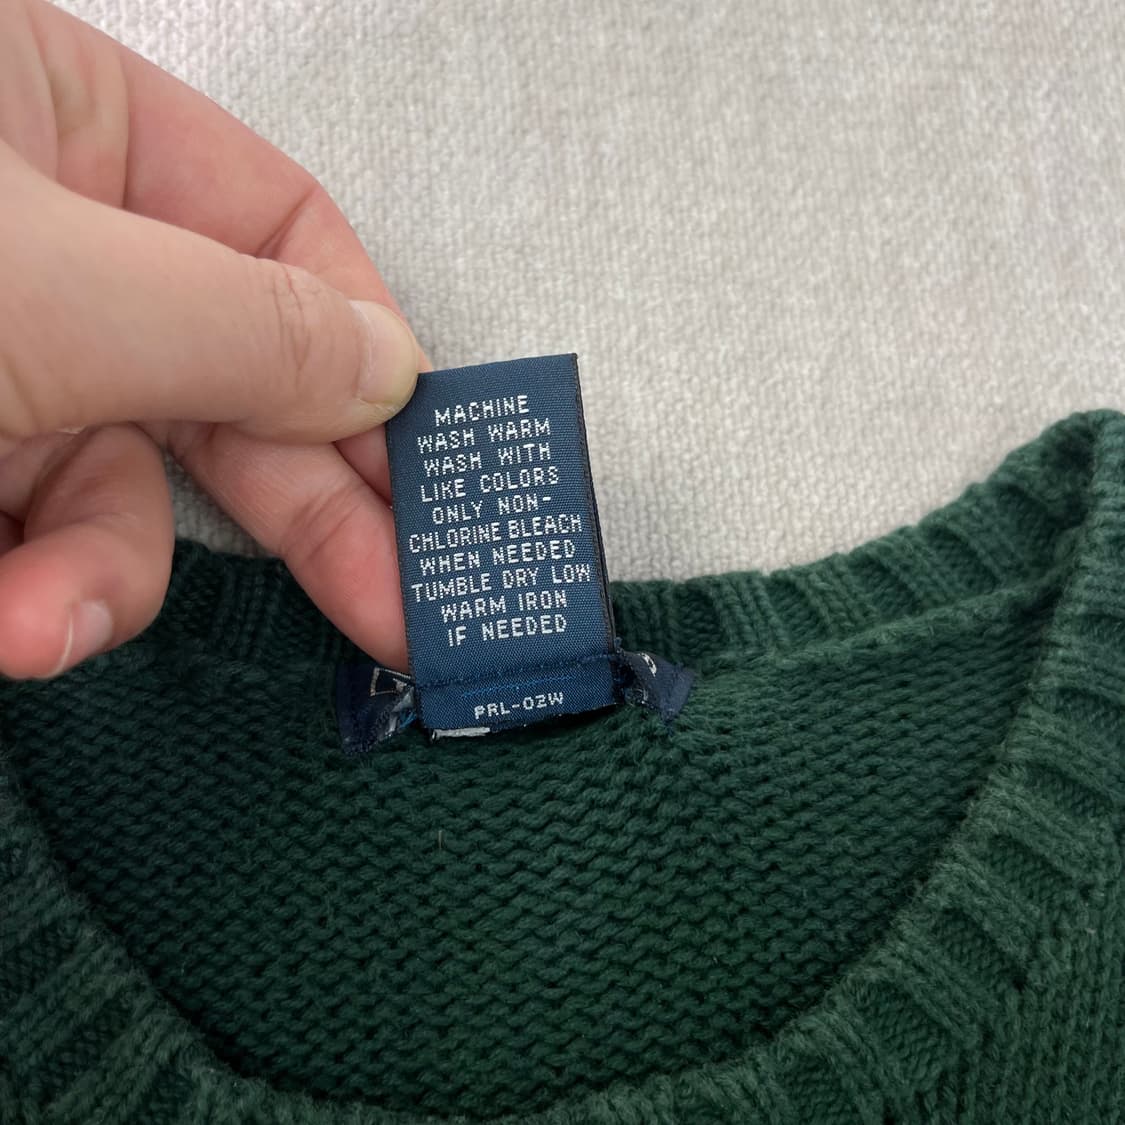 MACHINE
WASH WARM
WASH WITH
LIKE COLORS
ONLY NON-
CHLORINE BLEACH
WHEN NEEDED
TUMBLE DRY LOW
WARM IRON
IF NEEDED
PRL-02W